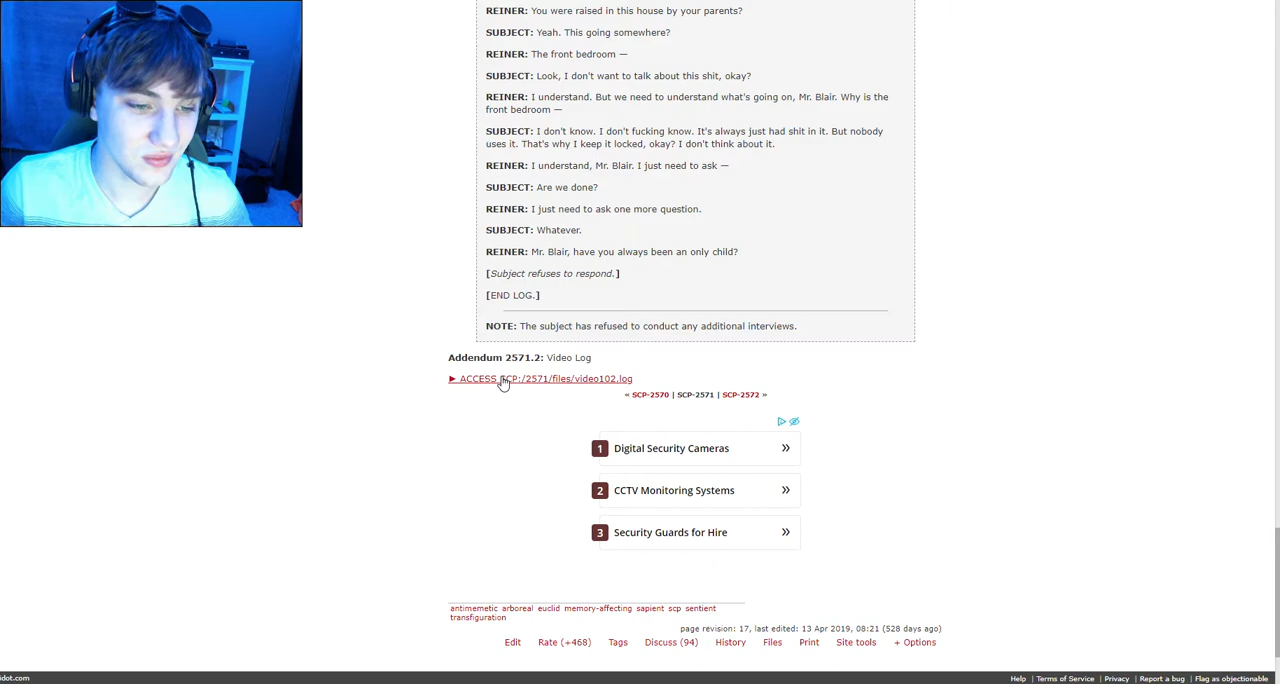 REINER: You were raised in this house by your parents?
SUBJECT: Yeah. This going somewhere?
REINER: The front bedroom —
SUBJECT: Look, I don't want to talk about this shit, okay?
REINER: I understand. But we need to understand what's going on, Mr. Blair. Why is the
front bedroom —
SUBJECT: I don't know. I don't fucking know. It's always just had shit in it. But nobody
uses it. That's why I keep it locked, okay? I don't think about it.
REINER: I understand, Mr. Blair. I just need to ask —
SUBJECT: Are we done?
REINER: I just need to ask one more question.
SUBJECT: Whatever.
REINER: Mr. Blair, have you always been an only child?
[Subject refuses to respond.]
[END LOG.]
NOTE: The subject has refused to conduct any additional interviews.
Addendum 2571.2: Video Log
► ACCESS SCP:/2571/files/video102.log
« SCP-2570 | SCP-2571 | SCP-2572 »
1 Digital Security Cameras »
2 CCTV Monitoring Systems »
3 Security Guards for Hire »
antimemetic arboreal euclid memory-affecting sapient scp sentient
transfiguration
page revision: 17, last edited: 13 Apr 2019, 08:21 (528 days ago)
Edit Rate (+468) Tags Discuss (94) History Files Print Site tools + Options
idot.com Help | Terms of Service | Privacy | Report a bug | Flag as objectionable